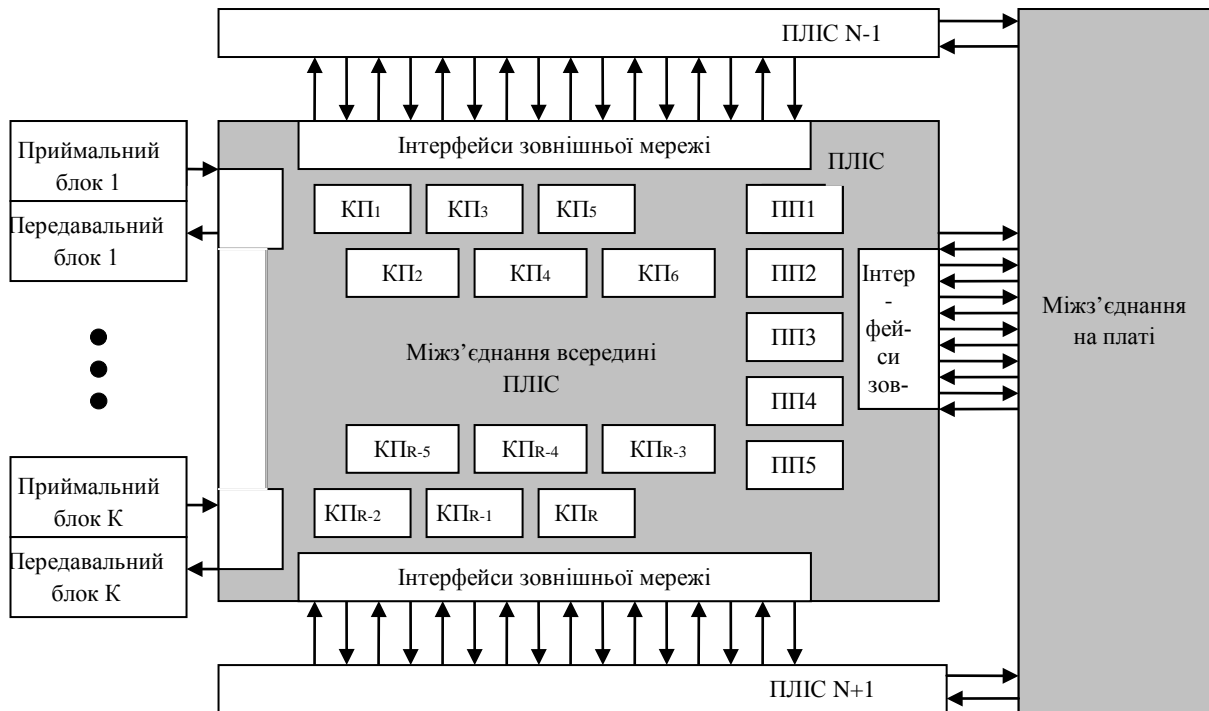 ПЛІС N-1
Приймальний
блок 1
Передавальний
блок 1
Інтерфейси зовнішньої мережі
ПЛІС
КП1
КП3
КП5
ПП1
КП2
КП4
КП6
ПП2
Інтер
-
фей-
си
зов-
Міжз’єднання
на платі
ПП3
Міжз’єднання всередині
ПЛІС
ПП4
КПR-5
КПR-4
КПR-3
ПП5
Приймальний
блок К
Передавальний
блок К
КПR-2
КПR-1
КПR
Інтерфейси зовнішньої мережі
ПЛІС N+1